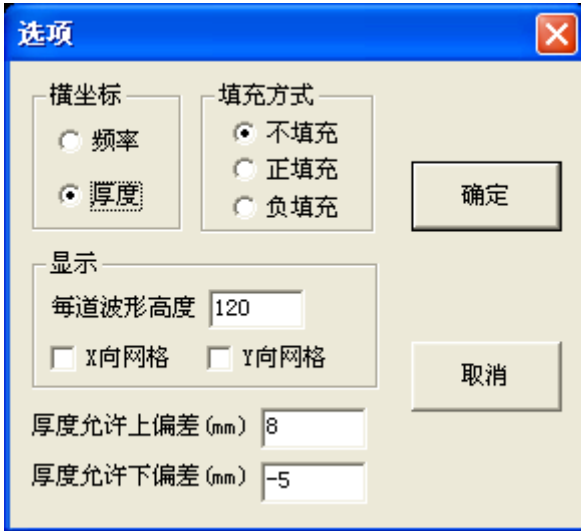 选项
横坐标
频率
厚度
填充方式
不填充
正填充
负填充
确定
显示
每道波形高度 120
X向网格 Y向网格
取消
厚度允许上偏差(mm) 8
厚度允许下偏差(mm) -5